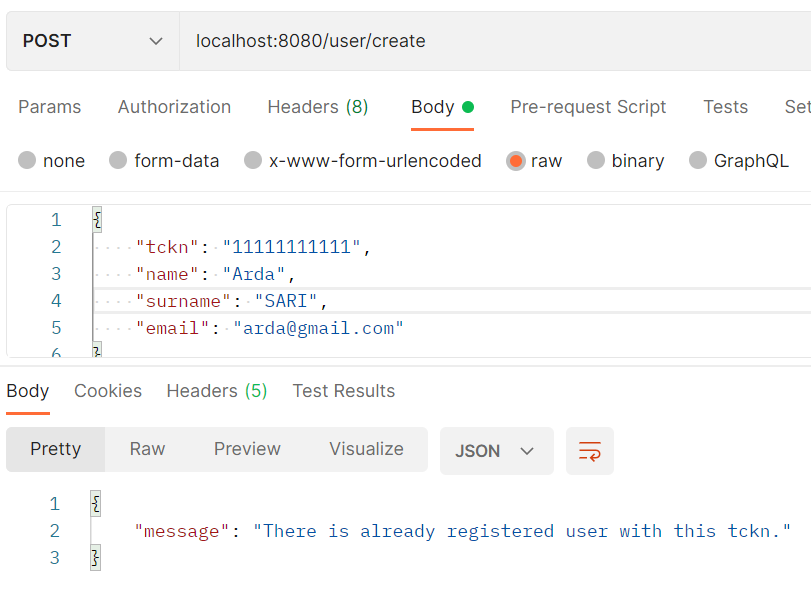 POST localhost:8080/user/create
Params Authorization Headers (8) Body Pre-request Script Tests Set
none form-data x-www-form-urlencoded raw binary GraphQL
1 {
2 "tckn": "11111111111",
3 "name": "Arda",
4 "surname": "SARI",
5 "email": "arda@gmail.com"
6 }
Body Cookies Headers (5) Test Results
Pretty Raw Preview Visualize JSON
1 {
2 "message": "There is already registered user with this tckn."
3 }